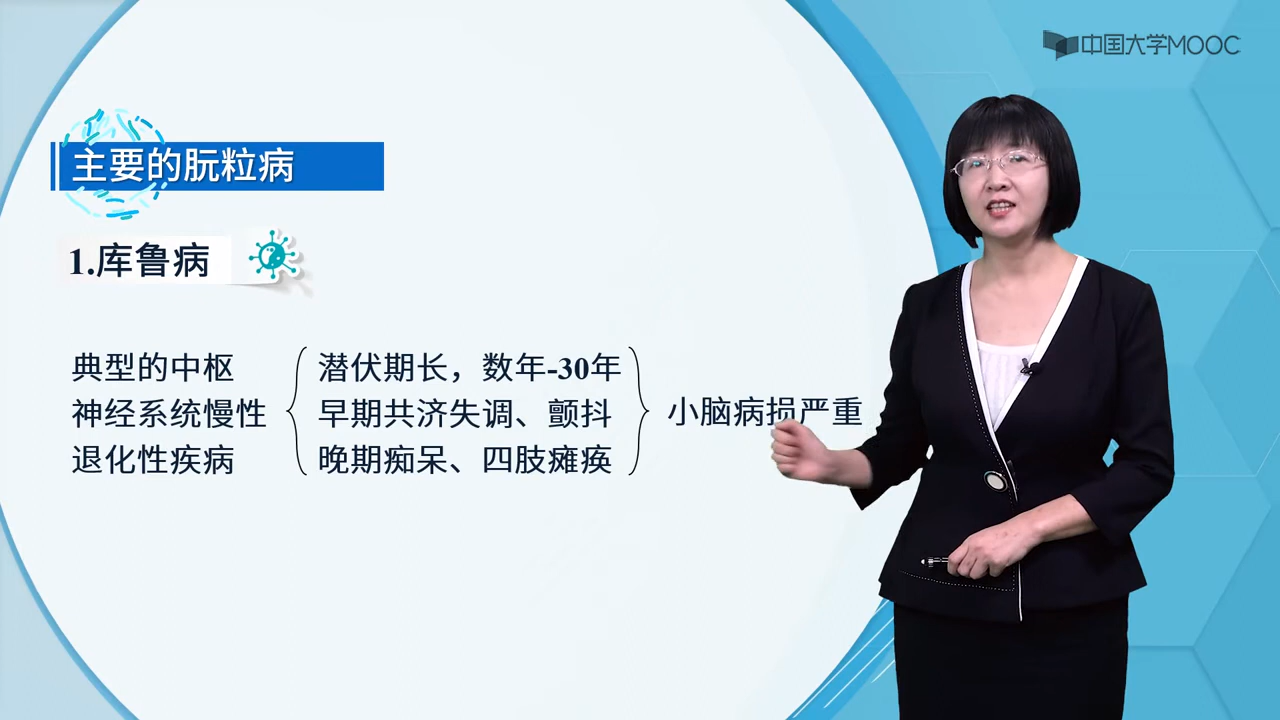 中国大学MOOC
主要的朊粒病
1.库鲁病
典型的中枢
神经系统慢性
退化性疾病
潜伏期长，数年-30年
早期共济失调、颤抖
晚期痴呆、四肢瘫痪
小脑病损严重